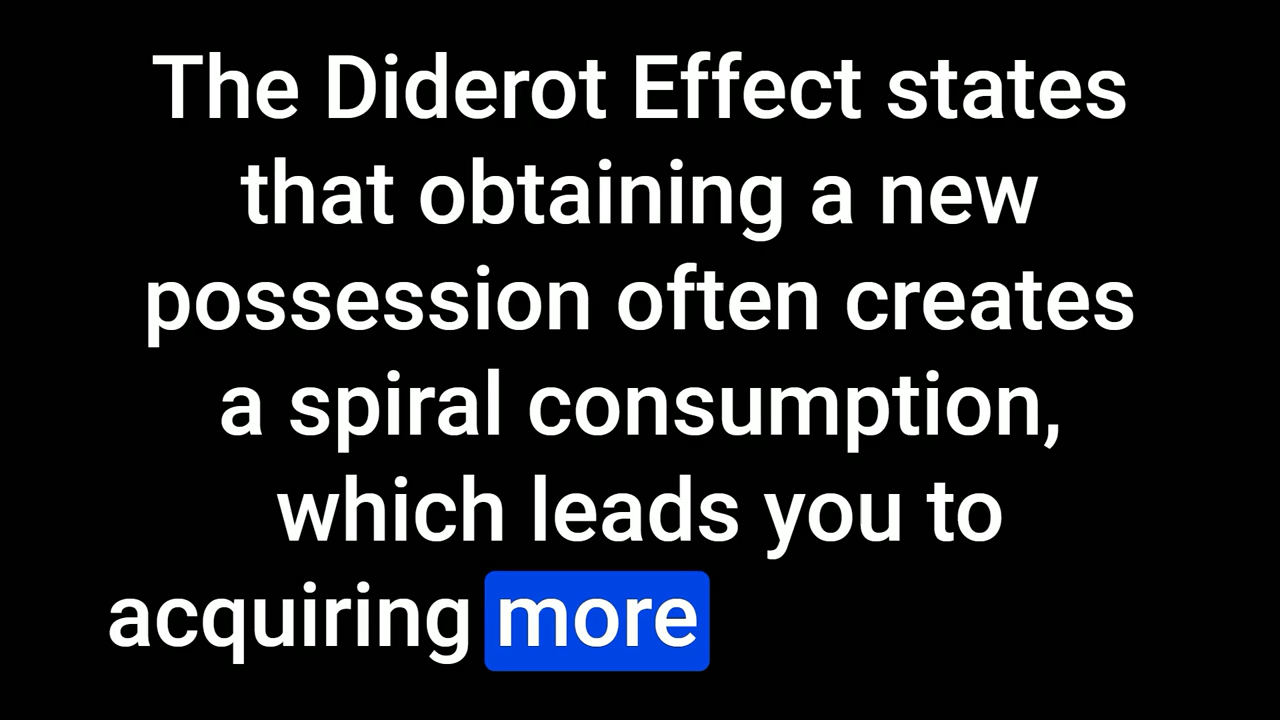 The Diderot Effect states
that obtaining a new
possession often creates
a spiral consumption,
which leads you to
acquiring more